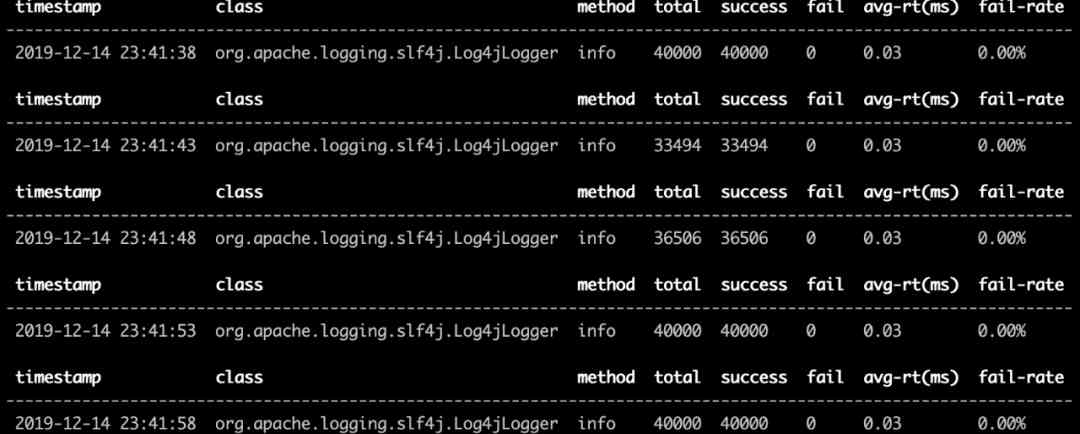 timestamp class method total success fail avg-rt(ms) fail-rate
2019-12-14 23:41:38 org.apache.logging.slf4j.Log4jLogger info 40000 40000 0 0.03 0.00%
timestamp class method total success fail avg-rt(ms) fail-rate
2019-12-14 23:41:43 org.apache.logging.slf4j.Log4jLogger info 33494 33494 0 0.03 0.00%
timestamp class method total success fail avg-rt(ms) fail-rate
2019-12-14 23:41:48 org.apache.logging.slf4j.Log4jLogger info 36506 36506 0 0.03 0.00%
timestamp class method total success fail avg-rt(ms) fail-rate
2019-12-14 23:41:53 org.apache.logging.slf4j.Log4jLogger info 40000 40000 0 0.03 0.00%
timestamp class method total success fail avg-rt(ms) fail-rate
2019-12-14 23:41:58 org.apache.logging.slf4j.Log4jLogger info 40000 40000 0 0.03 0.00%